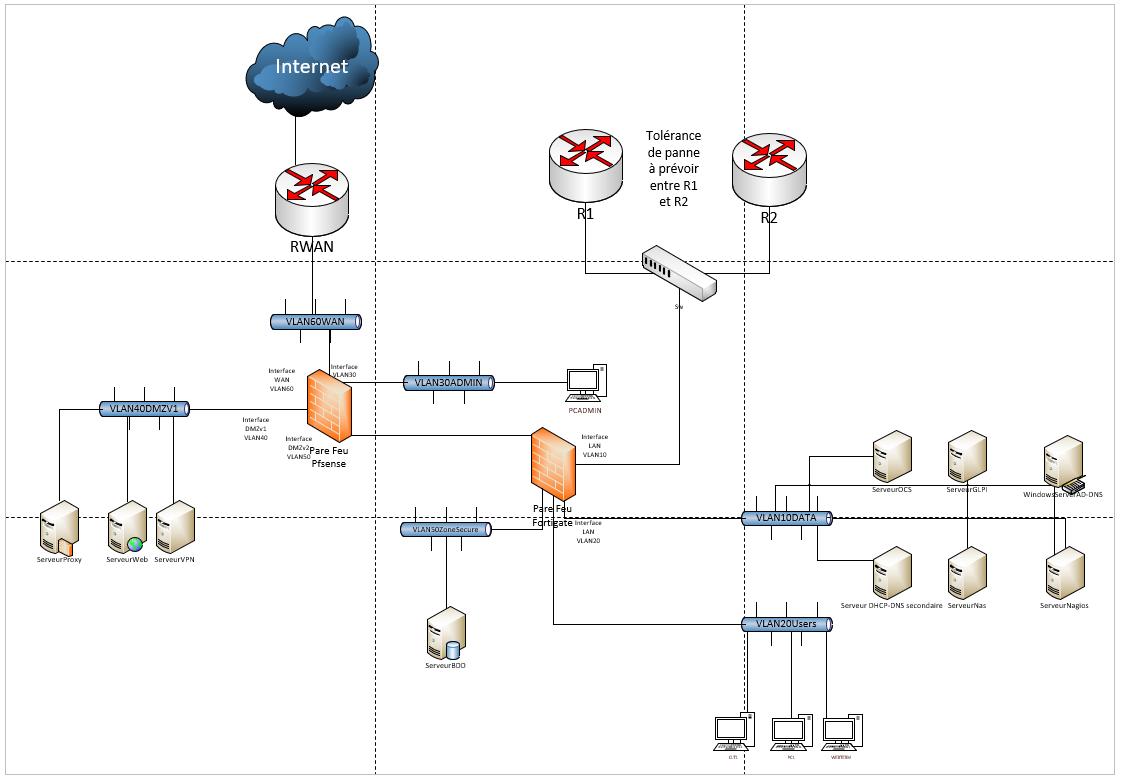 Internet
Tolérance
de panne
à prévoir
entre R1
et R2
R1
R2
RWAN
Sw
VLAN60WAN
Interface
WAN
VLAN60
Interface
VLAN30
VLAN30ADMIN
PCADMIN
VLAN40DMZV1
Interface
DMZv1
VLAN40
Interface
DMZv2
VLAN50
Pare Feu
Pfsense
Interface
LAN
VLAN10
Pare Feu
Fortigate
Interface
LAN
VLAN20
ServeurOCS
ServeurGLPI
WindowsServerAD-DNS
VLAN10DATA
VLAN50ZoneSecure
ServeurProxy
ServeurWeb
ServeurVPN
Serveur DHCP-DNS secondaire
ServeurNas
ServeurNagios
VLAN20Users
ServeurBDD